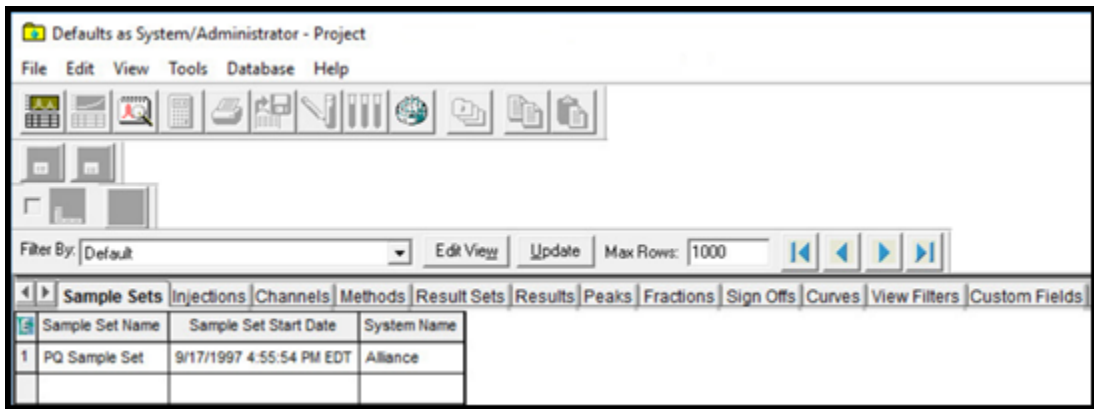 Defaults as System/Administrator - Project
File Edit View Tools Database Help
Filter By: Default Edit View Update Max Rows: 1000
Sample Sets Injections Channels Methods Result Sets Results Peaks Fractions Sign Offs Curves View Filters Custom Fields
Sample Set Name Sample Set Start Date System Name
1 PQ Sample Set 9/17/1997 4:55:54 PM EDT Alliance